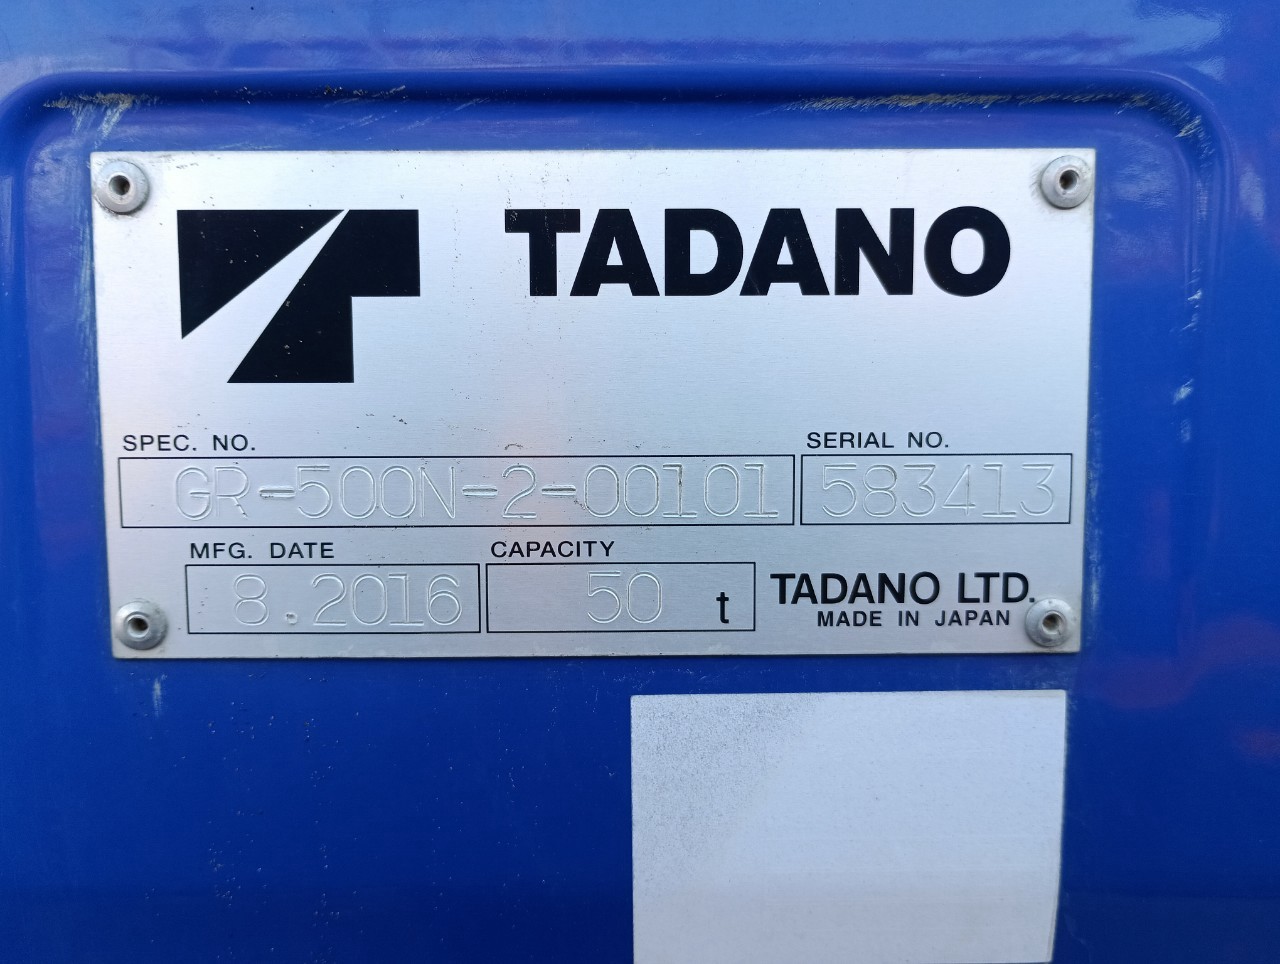 TADANO
SPEC. NO.
SERIAL NO.
GR-500N-2-00101
583413
MFG. DATE
CAPACITY
8.2016
50 t
TADANO LTD.
MADE IN JAPAN